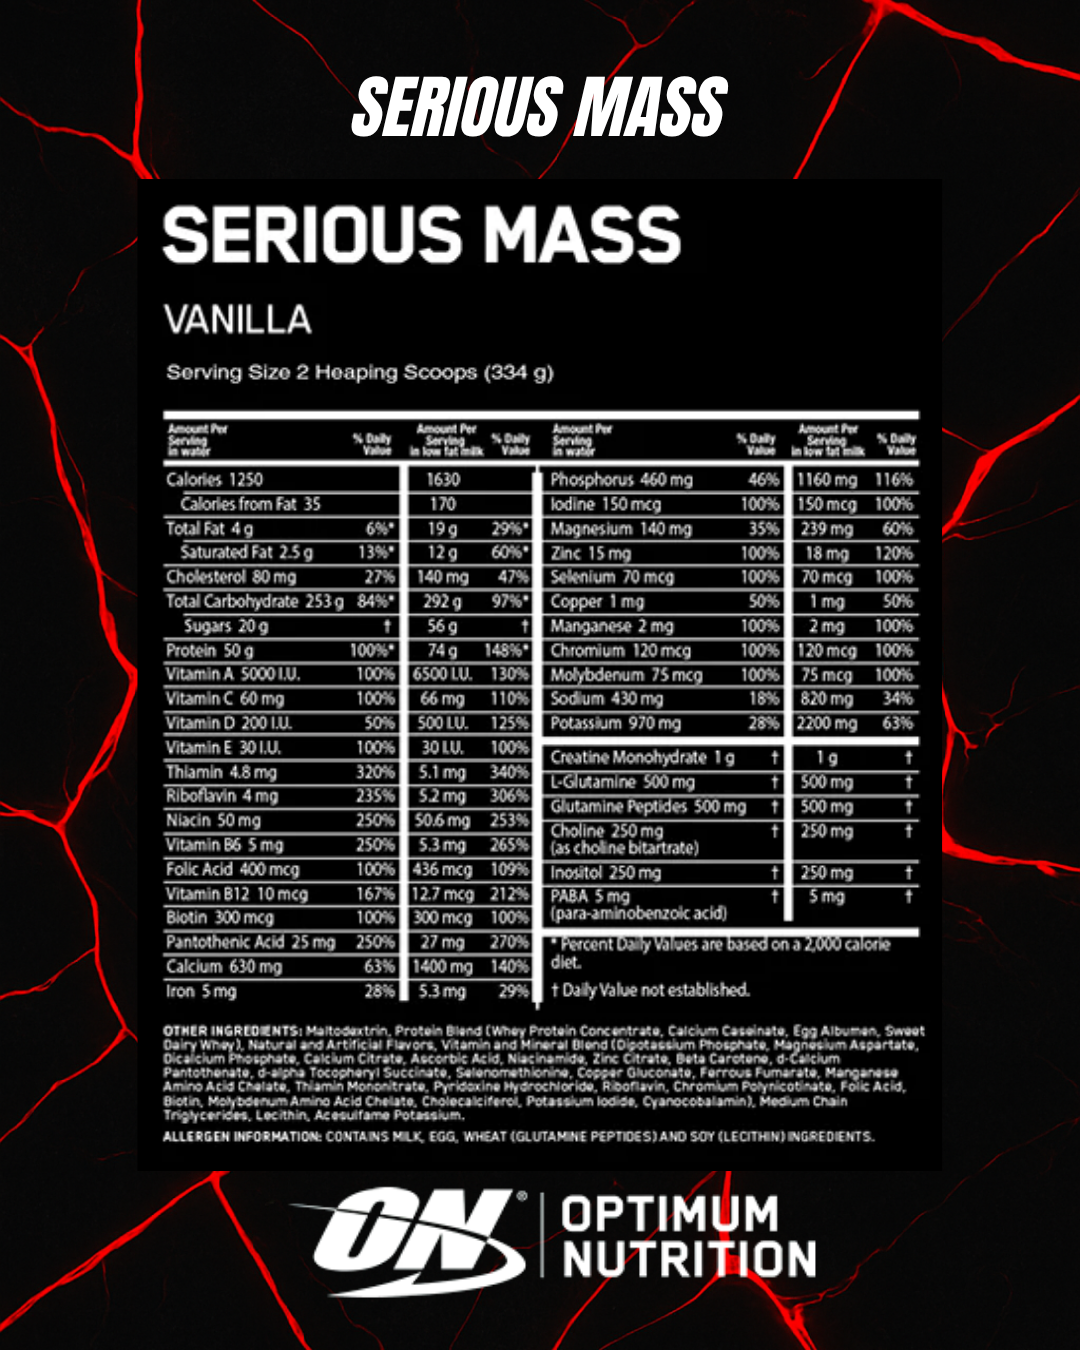 SERIOUS MASS
SERIOUS MASS
VANILLA
Serving Size 2 Heaping Scoops (334 g)
Amount Per Serving in water % Daily Value Amount Per Serving in low fat milk % Daily Value
Calories 1250 1630
Calories from Fat 35 170
Total Fat 4 g 6%* 19 g 29%*
Saturated Fat 2.5 g 13%* 12 g 60%*
Cholesterol 80 mg 27% 140 mg 47%
Total Carbohydrate 253 g 84%* 292 g 97%*
Sugars 20 g † 56 g †
Protein 50 g 100%* 74 g 148%*
Vitamin A 5000 I.U. 100% 6500 I.U. 130%
Vitamin C 60 mg 100% 66 mg 110%
Vitamin D 200 I.U. 50% 500 I.U. 125%
Vitamin E 30 I.U. 100% 30 I.U. 100%
Thiamin 4.8 mg 320% 5.1 mg 340%
Riboflavin 4 mg 235% 5.2 mg 306%
Niacin 50 mg 250% 50.6 mg 253%
Vitamin B6 5 mg 250% 5.3 mg 265%
Folic Acid 400 mcg 100% 436 mcg 109%
Vitamin B12 10 mcg 167% 12.7 mcg 212%
Biotin 300 mcg 100% 300 mcg 100%
Pantothenic Acid 25 mg 250% 27 mg 270%
Calcium 630 mg 63% 1400 mg 140%
Iron 5 mg 28% 5.3 mg 29%
Amount Per Serving in water % Daily Value Amount Per Serving in low fat milk % Daily Value
Phosphorus 460 mg 46% 1160 mg 116%
Iodine 150 mcg 100% 150 mcg 100%
Magnesium 140 mg 35% 239 mg 60%
Zinc 15 mg 100% 18 mg 120%
Selenium 70 mcg 100% 70 mcg 100%
Copper 1 mg 50% 1 mg 50%
Manganese 2 mg 100% 2 mg 100%
Chromium 120 mcg 100% 120 mcg 100%
Molybdenum 75 mcg 100% 75 mcg 100%
Sodium 430 mg 18% 820 mg 34%
Potassium 970 mg 28% 2200 mg 63%
Creatine Monohydrate 1 g † 1 g †
L-Glutamine 500 mg † 500 mg †
Glutamine Peptides 500 mg † 500 mg †
Choline 250 mg † 250 mg †
(as choline bitartrate)
Inositol 250 mg † 250 mg †
PABA 5 mg † 5 mg †
(para-aminobenzoic acid)
* Percent Daily Values are based on a 2,000 calorie
diet.
† Daily Value not established.
OTHER INGREDIENTS: Maltodextrin, Protein Blend (Whey Protein Concentrate, Calcium Caseinate, Egg Albumen, Sweet
Dairy Whey), Natural and Artificial Flavors, Vitamin and Mineral Blend (Dipotassium Phosphate, Magnesium Aspartate,
Dicalcium Phosphate, Calcium Citrate, Ascorbic Acid, Niacinamide, Zinc Citrate, Beta Carotene, d-Calcium
Pantothenate, d-alpha Tocopheryl Succinate, Selenomethionine, Copper Gluconate, Ferrous Fumarate, Manganese
Amino Acid Chelate, Thiamin Mononitrate, Pyridoxine Hydrochloride, Riboflavin, Chromium Polynicotinate, Folic Acid,
Biotin, Molybdenum Amino Acid Chelate, Cholecalciferol, Potassium Iodide, Cyanocobalamin), Medium Chain
Triglycerides, Lecithin, Acesulfame Potassium.
ALLERGEN INFORMATION: CONTAINS MILK, EGG, WHEAT (GLUTAMINE PEPTIDES) AND SOY (LECITHIN) INGREDIENTS.
ON®
OPTIMUM
NUTRITION